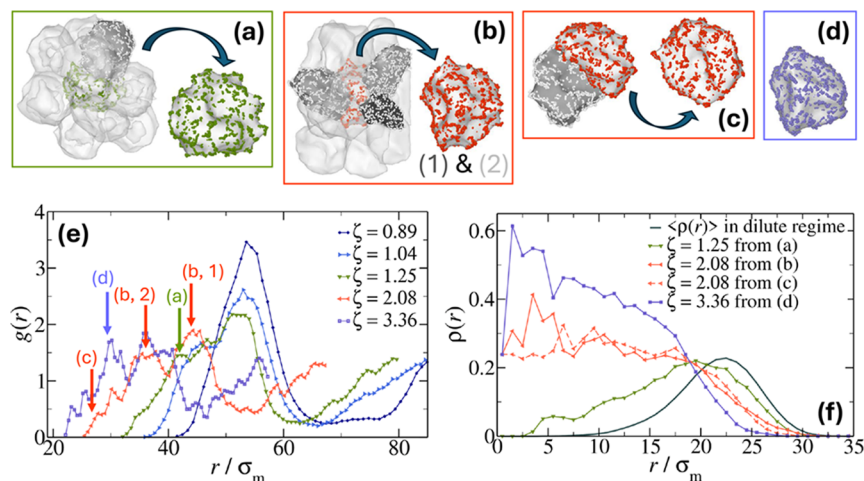 (a)
(b)
(1) & (2)
(c)
(d)
(e)
ζ = 0.89
ζ = 1.04
ζ = 1.25
ζ = 2.08
ζ = 3.36
(d)
(b, 2)
(a)
(b, 1)
(c)
g(r)
4
3
2
1
0
20 40 60 80
r / σm
<ρ(r)> in dilute regime
ζ = 1.25 from (a)
ζ = 2.08 from (b)
ζ = 2.08 from (c)
ζ = 3.36 from (d)
(f)
ρ(r)
0.6
0.4
0.2
0
5 10 15 20 25 30 35
r / σm